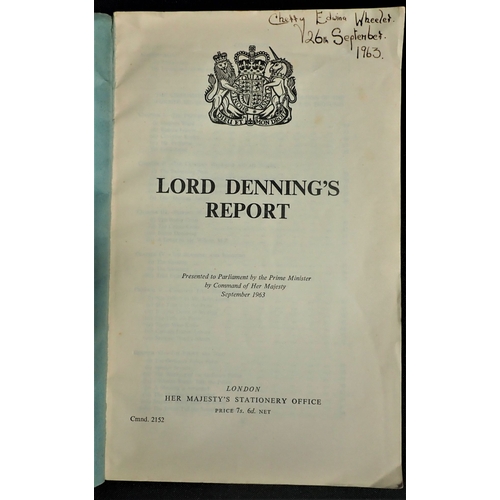 Cherry Edwina Wheeler.
26th September.
1963.
LORD DENNING'S
REPORT
Presented to Parliament by the Prime Minister
by Command of Her Majesty
September 1963
LONDON
HER MAJESTY'S STATIONERY OFFICE
PRICE 7s. 6d. NET
Cmnd. 2152